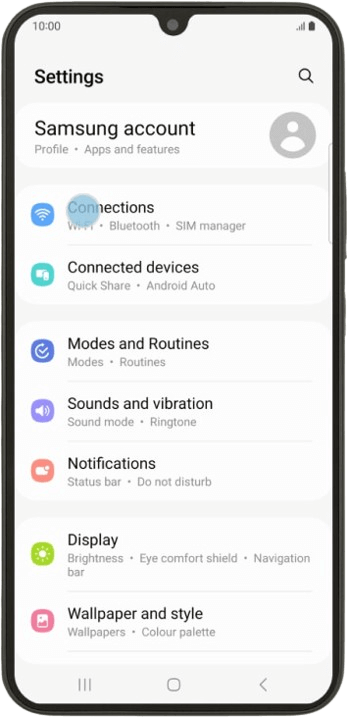 10:00
Settings
Samsung account
Profile • Apps and features
Connections
Wi-Fi • Bluetooth • SIM manager
Connected devices
Quick Share • Android Auto
Modes and Routines
Modes • Routines
Sounds and vibration
Sound mode • Ringtone
Notifications
Status bar • Do not disturb
Display
Brightness • Eye comfort shield • Navigation
bar
Wallpaper and style
Wallpapers • Colour palette